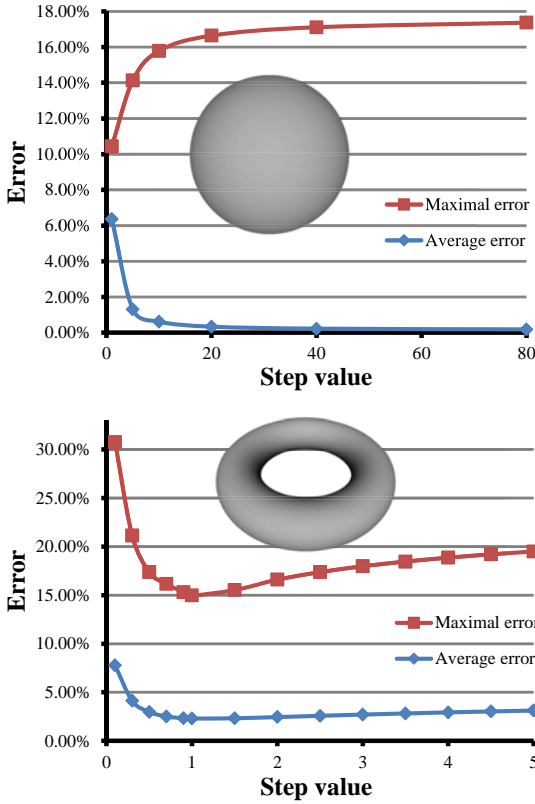 18.00%
16.00%
14.00%
12.00%
10.00%
8.00%
6.00%
4.00%
2.00%
0.00%
Error
Maximal error
Average error
0 20 40 60 80
Step value
30.00%
25.00%
20.00%
15.00%
10.00%
5.00%
0.00%
Error
Maximal error
Average error
0 1 2 3 4 5
Step value